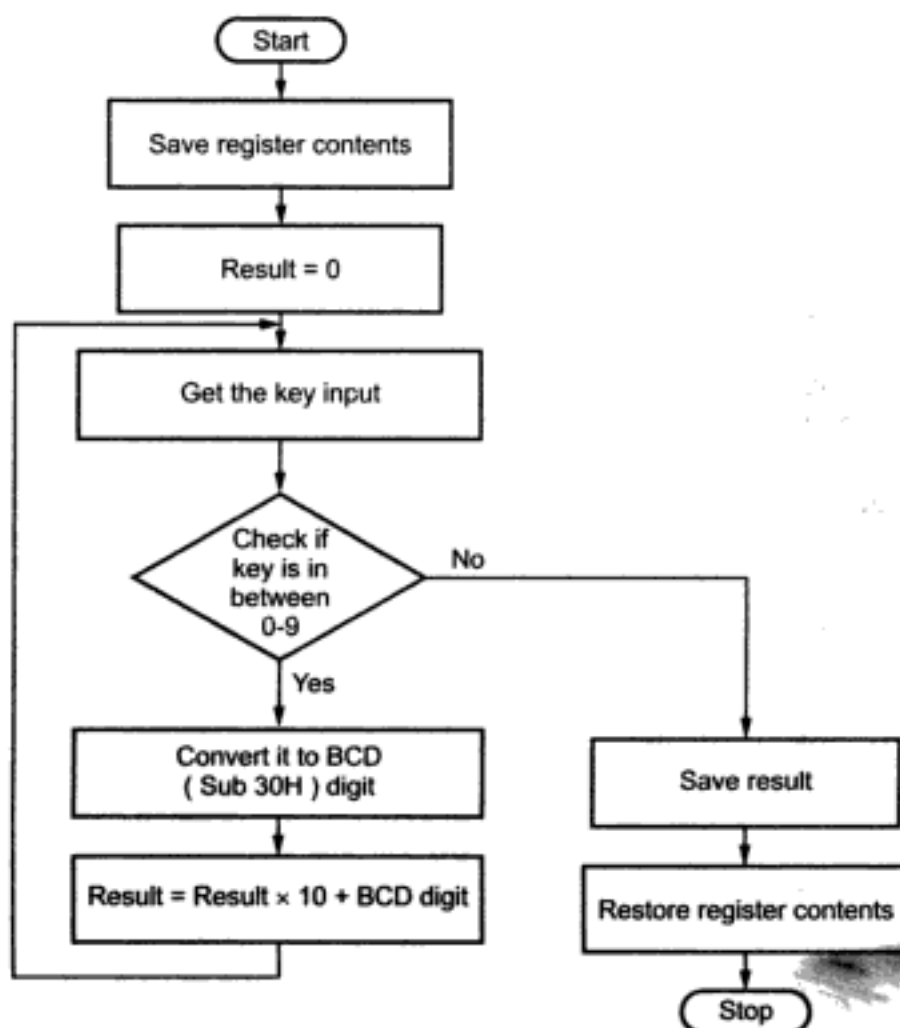 Start
Save register contents
Result = 0
Get the key input
Check if
key is in
between
0-9
No
Yes
Convert it to BCD
( Sub 30H ) digit
Result = Result × 10 + BCD digit
Save result
Restore register contents
Stop